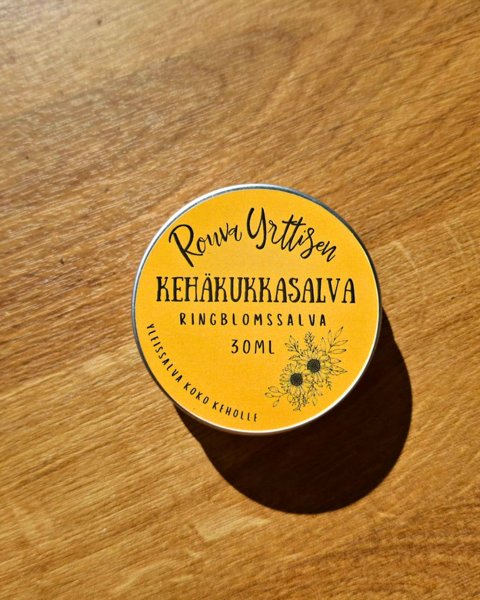 Rouva Yrttisen
KEHÄKUKKASALVA
RINGBLOMSSALVA
30ML
YLEISSALVA KOKO KEHOLLE